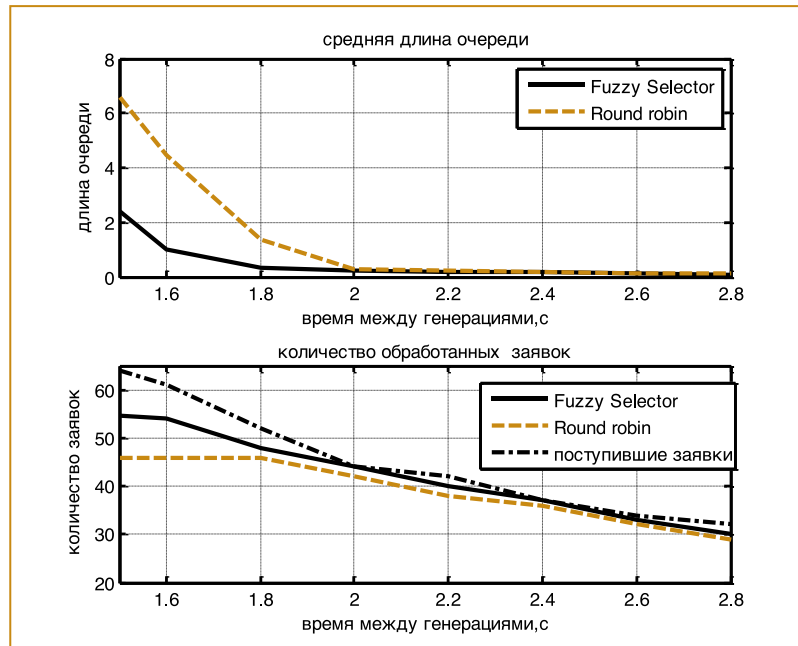 средняя длина очереди
8
6
4
2
0
длина очереди
Fuzzy Selector
Round robin
1.6 1.8 2 2.2 2.4 2.6 2.8
время между генерациями,с
количество обработанных заявок
60
50
40
30
20
количество заявок
Fuzzy Selector
Round robin
поступившие заявки
1.6 1.8 2 2.2 2.4 2.6 2.8
время между генерациями,с